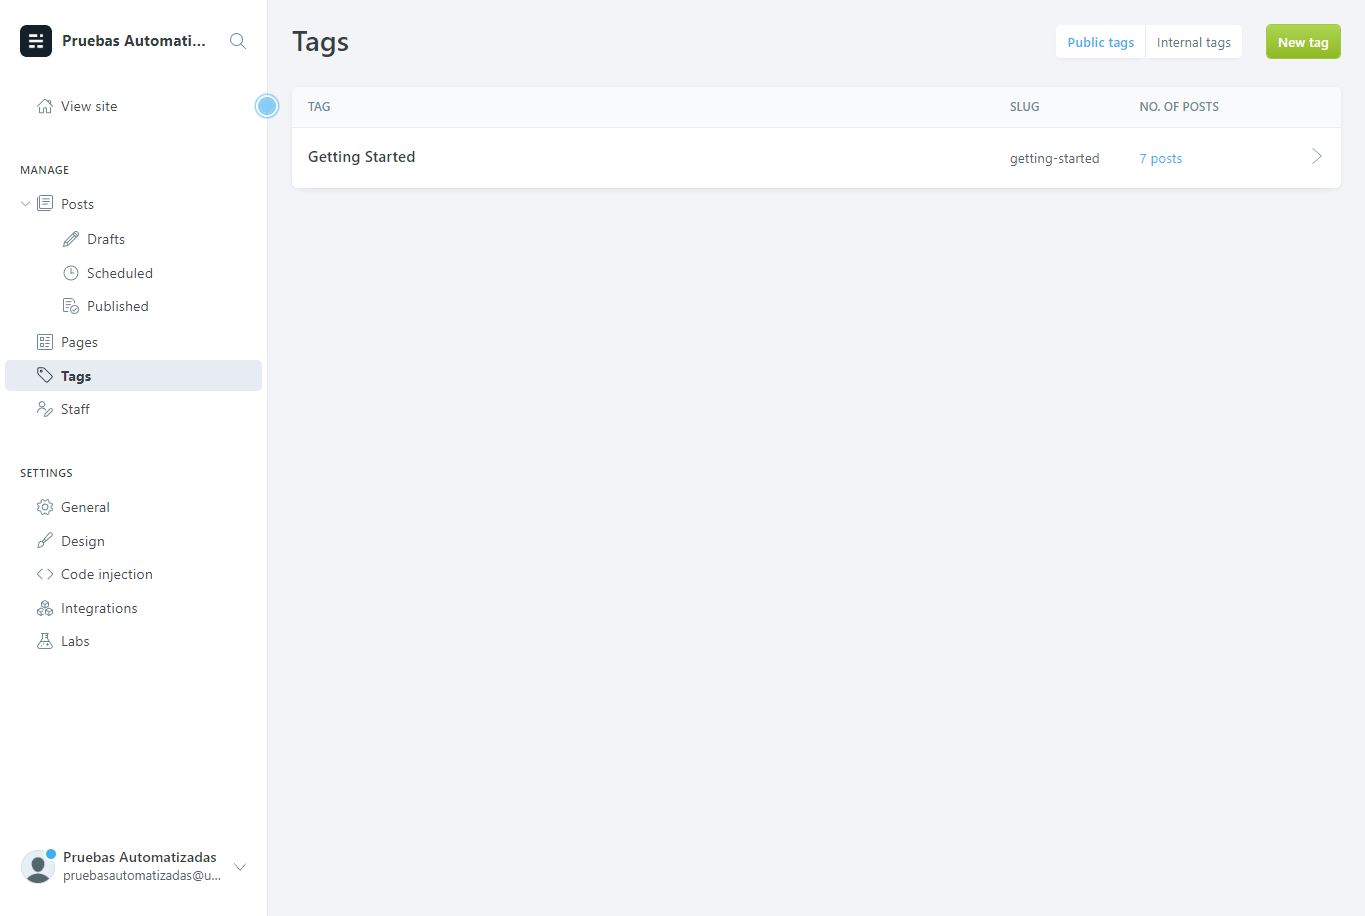 Pruebas Automati...
View site
MANAGE
Posts
Drafts
Scheduled
Published
Pages
Tags
Staff
SETTINGS
General
Design
Code injection
Integrations
Labs
Pruebas Automatizadas
pruebasautomatizadas@u...
Tags
Public tags
Internal tags
New tag
TAG SLUG NO. OF POSTS
Getting Started getting-started 7 posts